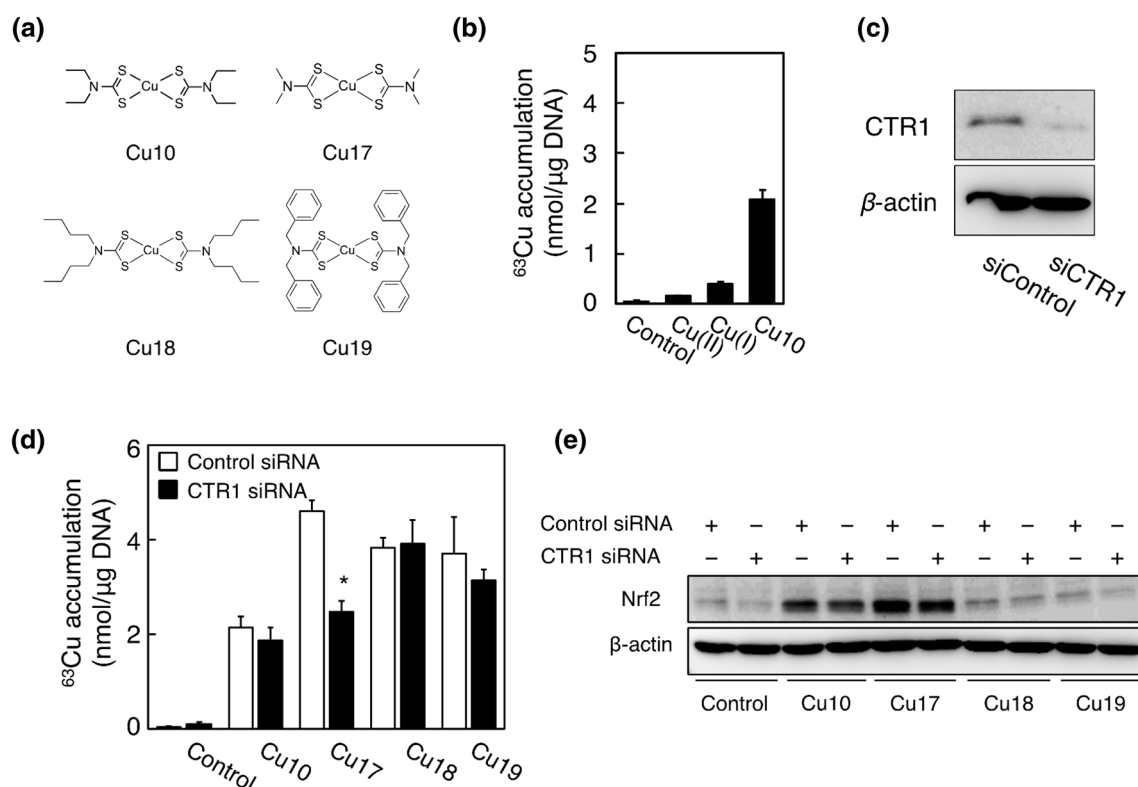 (a)
S S
N Cu N
S S
Cu10
S S
N Cu N
S S
Cu17
S S
N Cu N
S S
Cu18
S S
N Cu N
S S
Cu19
(b)
⁶³Cu accumulation
(nmol/μg DNA)
5
4
3
2
1
0
Control
Cu(II)
Cu(I)
Cu10
(c)
CTR1
β-actin
siControl
siCTR1
(d)
⁶³Cu accumulation
(nmol/μg DNA)
6
4
2
0
Control siRNA
CTR1 siRNA
*
Control
Cu10
Cu17
Cu18
Cu19
(e)
Control siRNA + – + – + – + – + –
CTR1 siRNA – + – + – + – + – +
Nrf2
β-actin
Control Cu10 Cu17 Cu18 Cu19